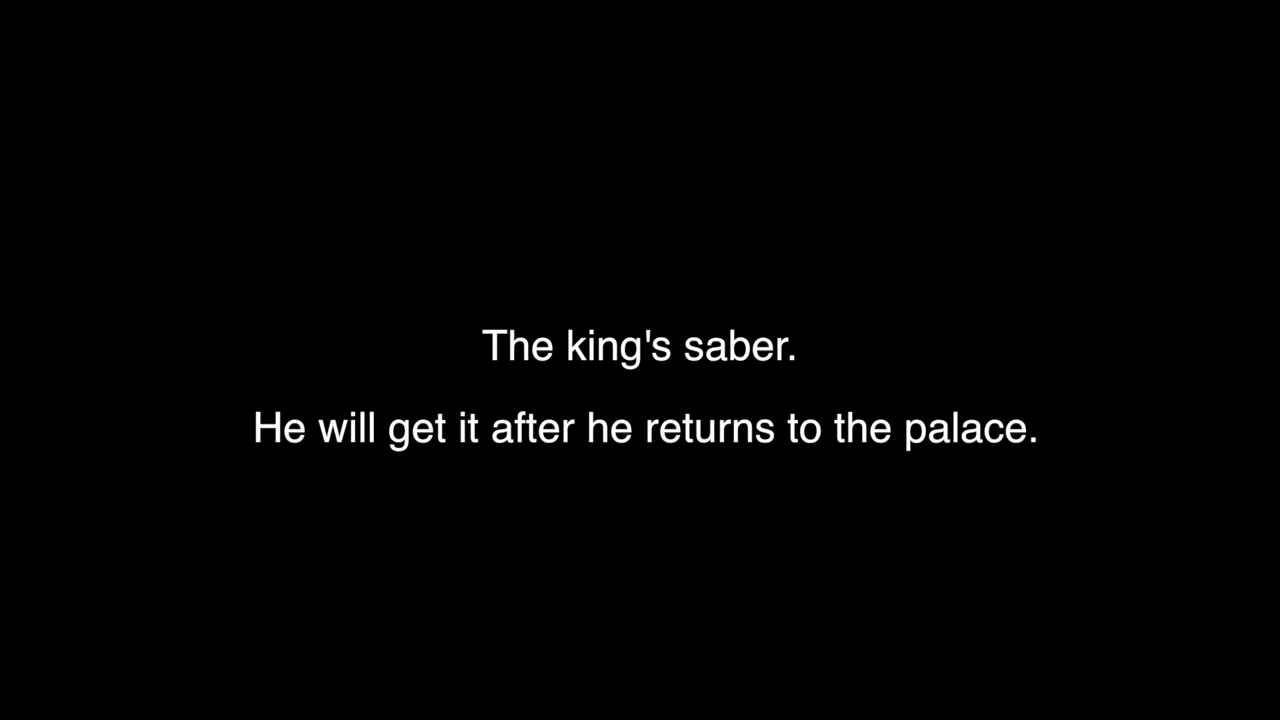 The king's saber.
He will get it after he returns to the palace.